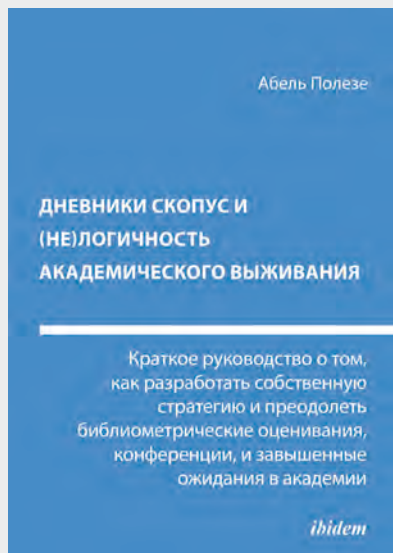 Абель Полезе
ДНЕВНИКИ СКОПУС И
(НЕ)ЛОГИЧНОСТЬ
АКАДЕМИЧЕСКОГО ВЫЖИВАНИЯ
Краткое руководство о том,
как разработать собственную
стратегию и преодолеть
библиометрические оценивания,
конференции, и завышенные
ожидания в академии
ibidem